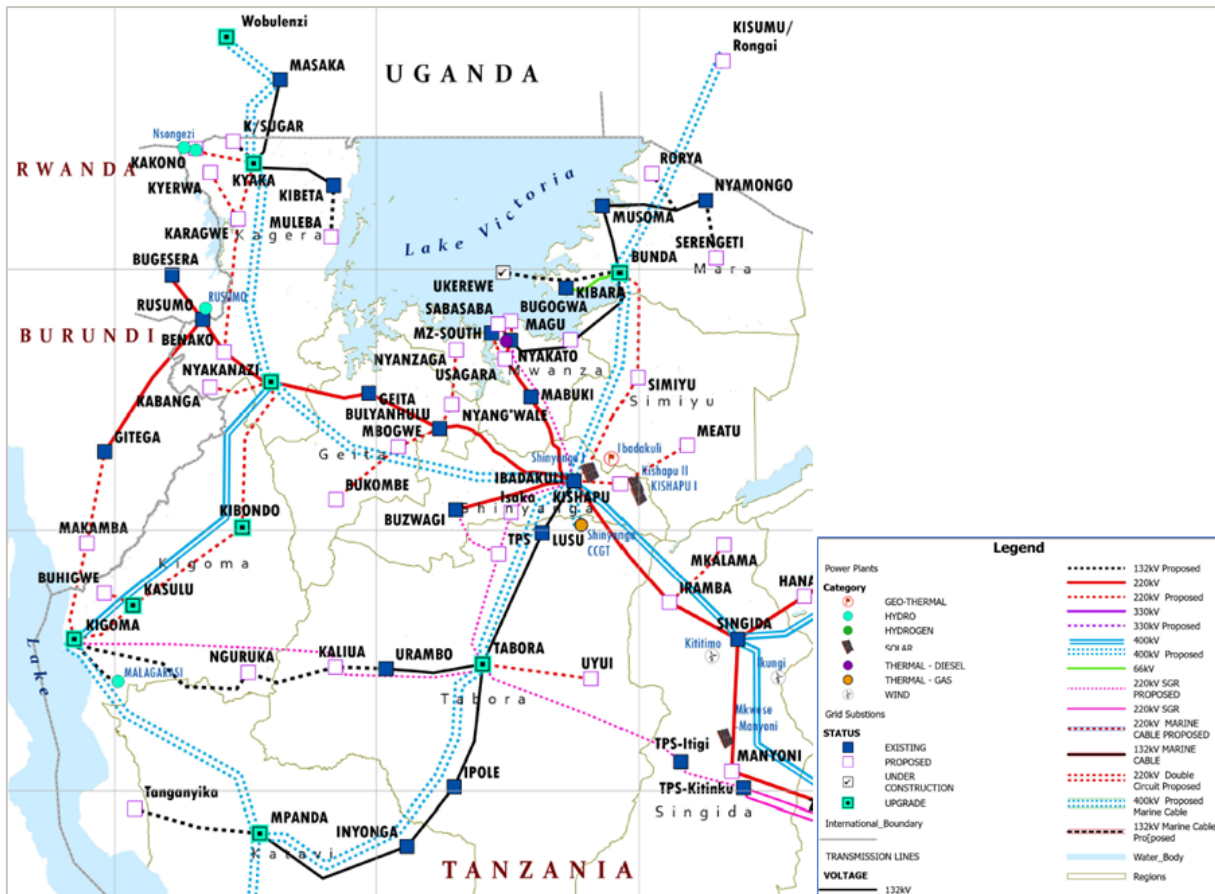 Wobulenzi
KISUMU/
Rongai
MASAKA
UGANDA
K/SUGAR
Nsongezi
RORYA
RWANDA
KAKONO
KYAKA
NYAMONGO
KYERWA
KIBETA
Lake Victoria
MUSOMA
MULEBA
KARAGWE
Kagera
SERENGETI
BUNDA
Mara
BUGESERA
UKEREWE
KIBARA
RUSUMO
RUSUMO
SABASABA
BUGOGWA
BURUNDI
BENAKO
MZ-SOUTH
MAGU
NYAKATO
NYANZAGA
NYAKANAZI
USAGARA
Mwanza
SIMIYU
KABANGA
GEITA
MABUKI
Simiyu
BULYANHULU
NYANG'WALE
GITEGA
MBOGWE
MEATU
Geita
Shinyanga I
Ibadakuli
IBADAKULI
Kishapu II
KISHAPU I
BUKOMBE
Isaka
KISHAPU
KIBONDO
BUZWAGI
Shinyanga
MAKAMBA
TPS
LUSU
Shinyanga
CCGT
Kigoma
MKALAMA
BUHIGWE
KASULU
IRAMBA
HANA
KIGOMA
SINGIDA
Lake
TABORA
Kititimo
NGURUKA
KALIUA
URAMBO
UYUI
Ikungi
MALAGARASI
Tabora
Mkwese
-Manyoni
TPS-Itigi
MANYONI
IPOLE
TPS-Kitinku
Tanganyika
Singida
MPANDA
INYONGA
Katavi
TANZANIA
Legend
Power Plants
Category
GEO-THERMAL
HYDRO
HYDROGEN
SOLAR
THERMAL - DIESEL
THERMAL - GAS
WIND
Grid Substions
STATUS
EXISTING
PROPOSED
UNDER
CONSTRUCTION
UPGRADE
International_Boundary
TRANSMISSION LINES
VOLTAGE
132kV
132kV Proposed
220kV
220kV Proposed
330kV
330kV Proposed
400kV
400kV Proposed
66kV
220kV SGR
PROPOSED
220kV SGR
220kV MARINE
CABLE PROPOSED
132kV MARINE
CABLE
220kV Double
Circuit Proposed
400kV Proposed
Marine Cable
132kV Marine Cable
Pro[posed
Water_Body
Regions